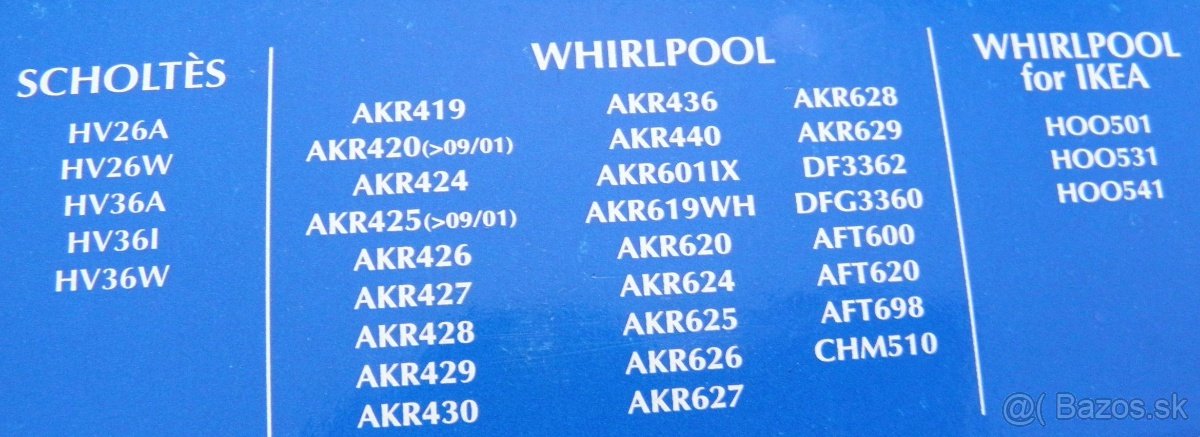 SCHOLTÈS
HV26A
HV26W
HV36A
HV36I
HV36W
WHIRLPOOL
AKR419
AKR420(>09/01)
AKR424
AKR425(>09/01)
AKR426
AKR427
AKR428
AKR429
AKR430
AKR436
AKR440
AKR601IX
AKR619WH
AKR620
AKR624
AKR625
AKR626
AKR627
AKR628
AKR629
DF3362
DFG3360
AFT600
AFT620
AFT698
CHM510
WHIRLPOOL
for IKEA
HOO501
HOO531
HOO541
@( Bazos.sk